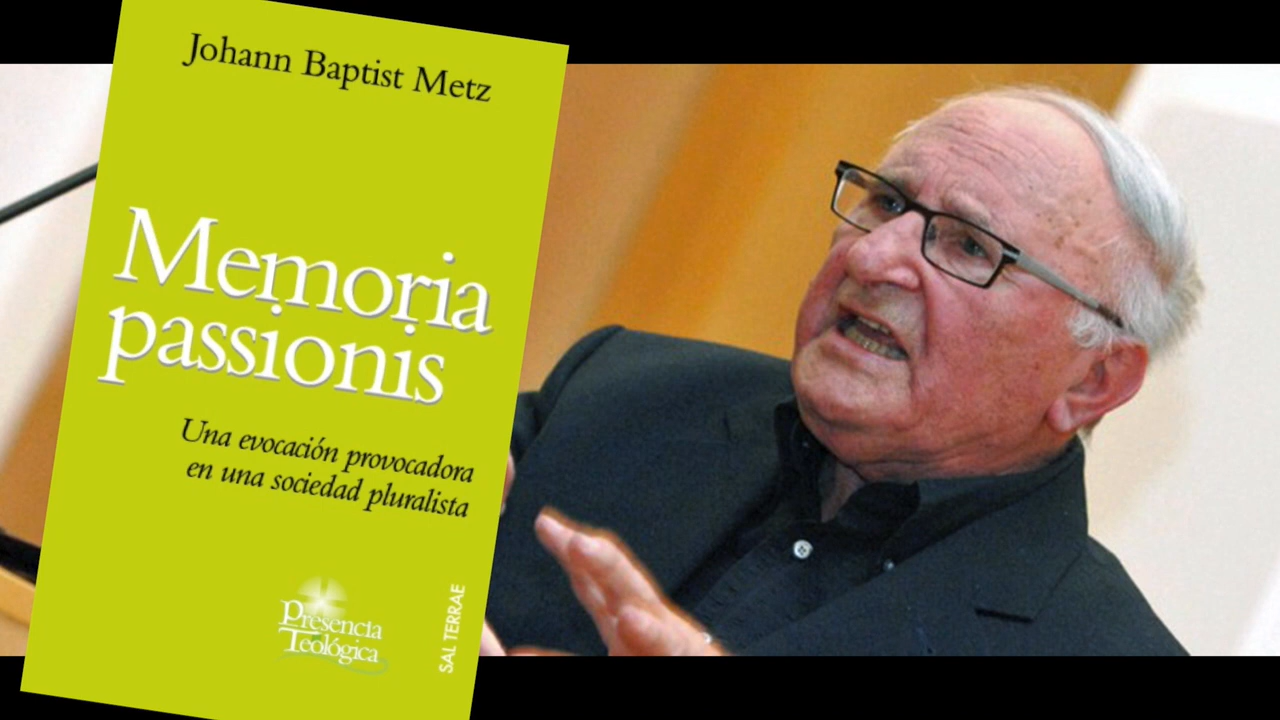 Johann Baptist Metz
Memoria
passionis
Una evocación provocadora
en una sociedad pluralista
Presencia
Teológica
SAL TERRAE